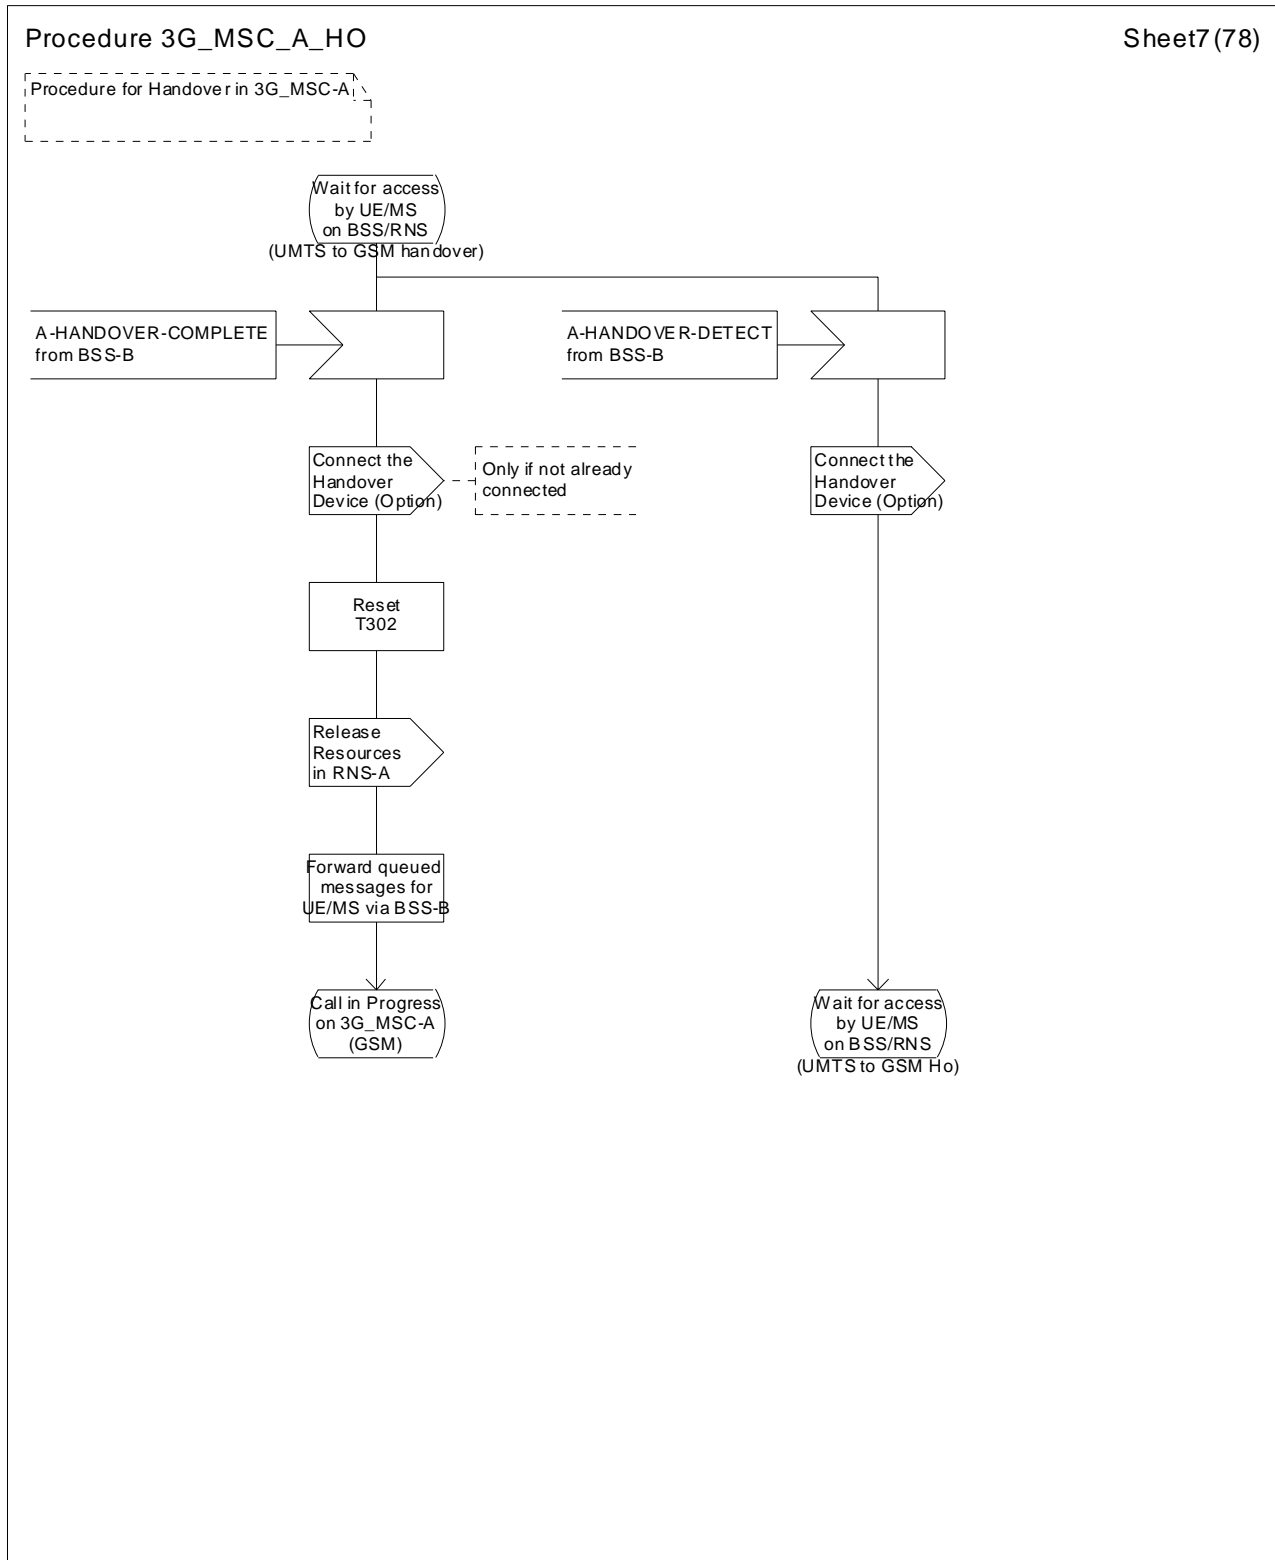 Procedure 3G_MSC_A_HO
Sheet7(78)
Procedure for Handover in 3G_MSC-A
Wait for access
by UE/MS
on BSS/RNS
(UMTS to GSM handover)
A-HANDOVER-COMPLETE
from BSS-B
A-HANDOVER-DETECT
from BSS-B
Connect the
Handover
Device (Option)
Only if not already
connected
Connect the
Handover
Device (Option)
Reset
T302
Release
Resources
in RNS-A
Forward queued
messages for
UE/MS via BSS-B
Call in Progress
on 3G_MSC-A
(GSM)
Wait for access
by UE/MS
on BSS/RNS
(UMTS to GSM Ho)